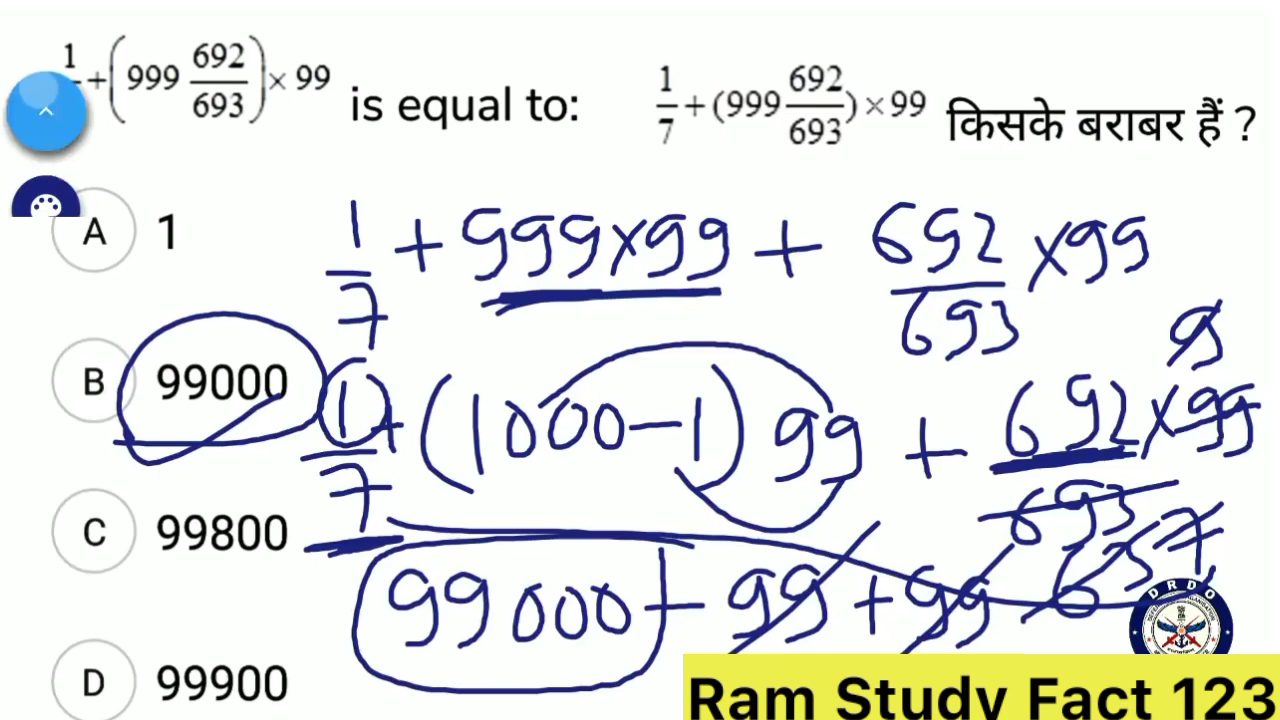 1/ + (999 692/693) × 99 is equal to: 1/7 + (999 692/693) × 99 किसके बराबर हैं ?
A 1
1/7 + 999×99 + 692/693 ×99
B 99000
1/7 + (1000-1) 99 + 692×99/693
9
7
C 99800
99000 - 99 + 99
D 99900
DRDO
Ram Study Fact 123